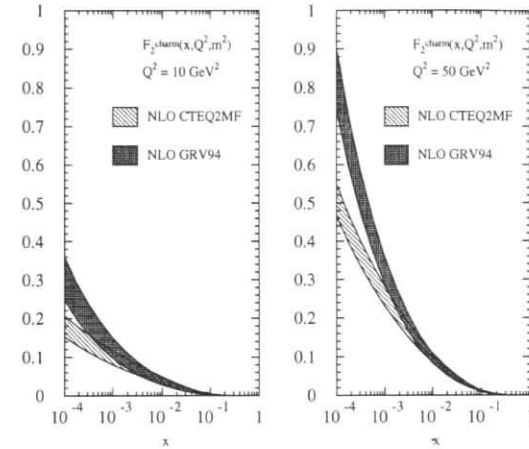 F₂ᶜʰᵃʳᵐ(x,Q²,m²)
Q² = 10 GeV²
NLO CTEQ2MF
NLO GRV94
1
0.9
0.8
0.7
0.6
0.5
0.4
0.3
0.2
0.1
0
10⁻⁴ 10⁻³ 10⁻² 10⁻¹ 1
x
F₂ᶜʰᵃʳᵐ(x,Q²,m²)
Q² = 50 GeV²
NLO CTEQ2MF
NLO GRV94
1
0.9
0.8
0.7
0.6
0.5
0.4
0.3
0.2
0.1
0
10⁻⁴ 10⁻³ 10⁻² 10⁻¹ 1
x